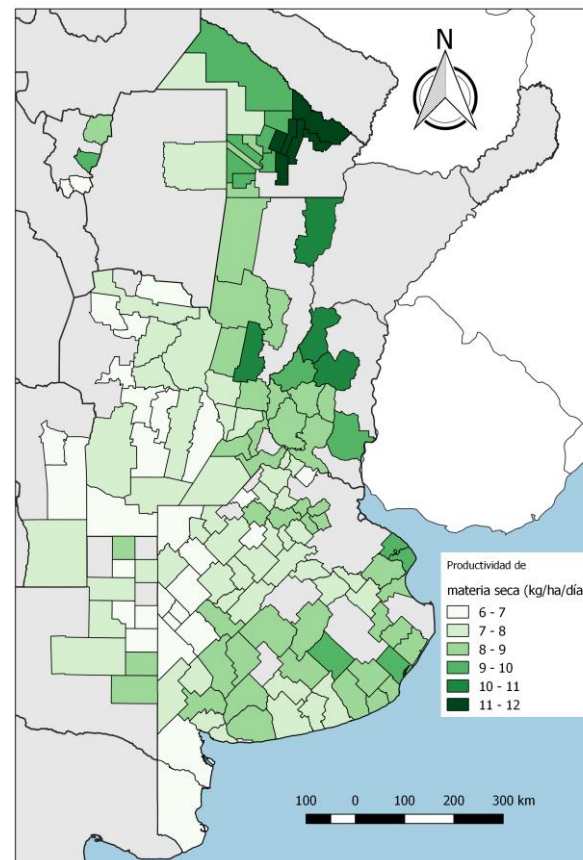 N
Productividad de
materia seca (kg/ha/día)
6 - 7
7 - 8
8 - 9
9 - 10
10 - 11
11 - 12
100 0 100 200 300 km